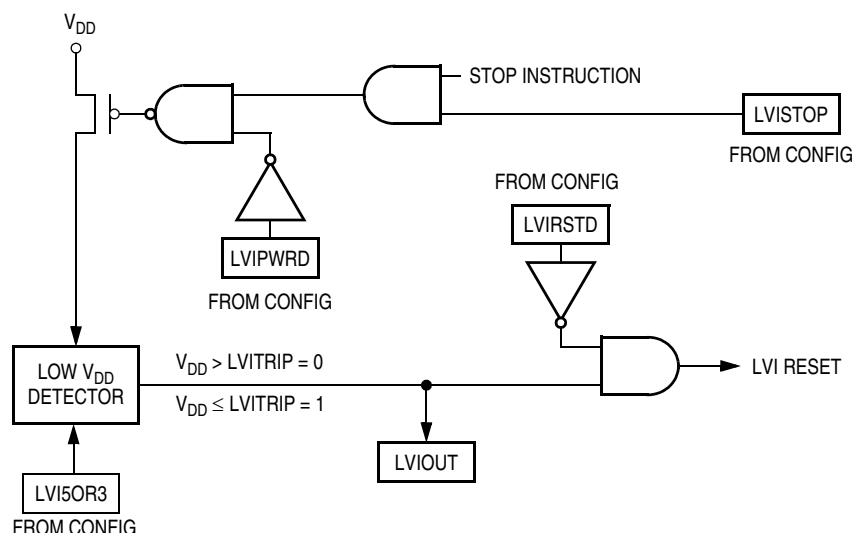 VDD
STOP INSTRUCTION
LVISTOP
FROM CONFIG
FROM CONFIG
LVIRSTD
LVIPWRD
FROM CONFIG
LOW VDD
DETECTOR
VDD > LVITRIP = 0
VDD ≤ LVITRIP = 1
LVI RESET
LVIOUT
LVI5OR3
FROM CONFIG